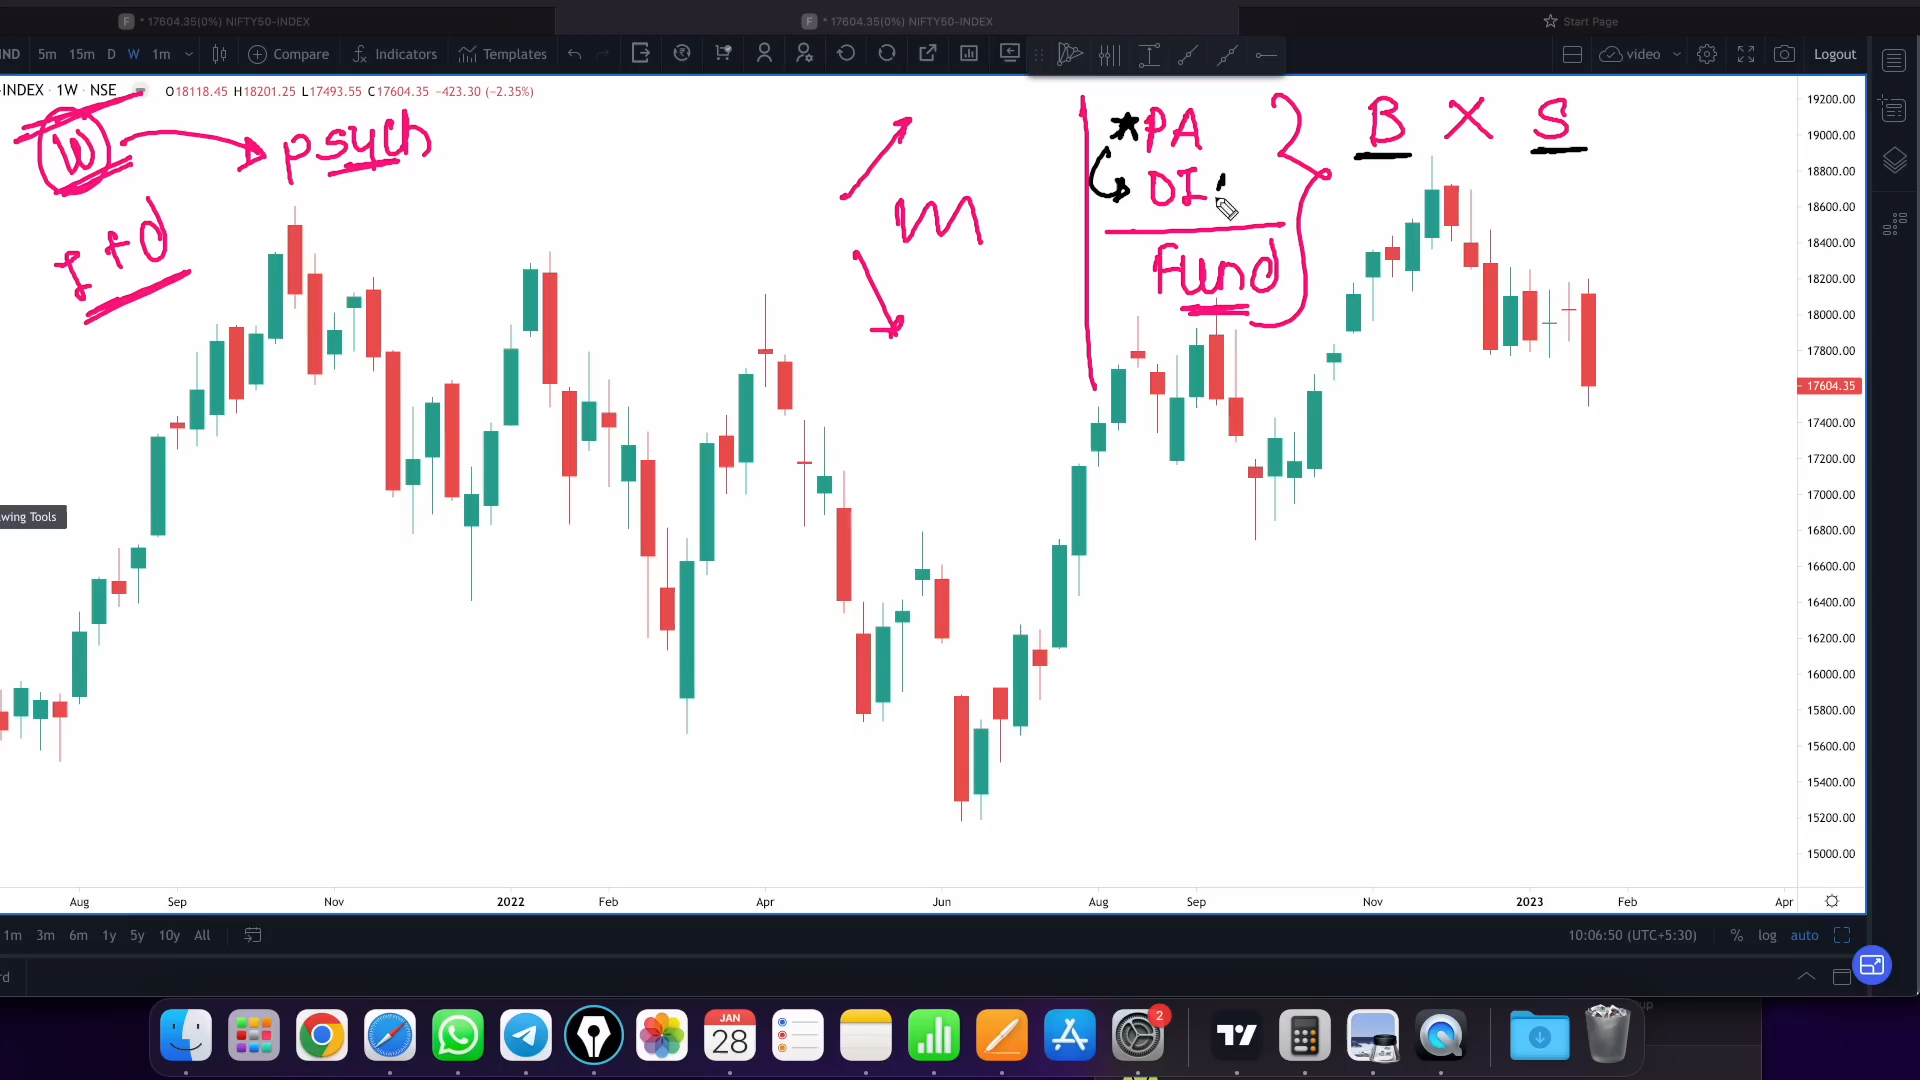 * 17604.35(0%) NIFTY50-INDEX
* 17604.35(0%) NIFTY50-INDEX
Start Page
IND 5m 15m D W 1m Compare Indicators Templates video Logout
-INDEX · 1W · NSE O18118.45 H18201.25 L17493.55 C17604.35 −423.30 (−2.35%)
W psych
I + d
PA
OI
Fund
B X S
19200.00
19000.00
18800.00
18600.00
18400.00
18200.00
18000.00
17800.00
17604.35
17400.00
17200.00
17000.00
16800.00
16600.00
16400.00
16200.00
16000.00
15800.00
15600.00
15400.00
15200.00
15000.00
wing Tools
Aug Sep Nov 2022 Feb Apr Jun Aug Sep Nov 2023 Feb Apr
1m 3m 6m 1y 5y 10y All 10:06:50 (UTC+5:30) % log auto
rd
JAN
28
2